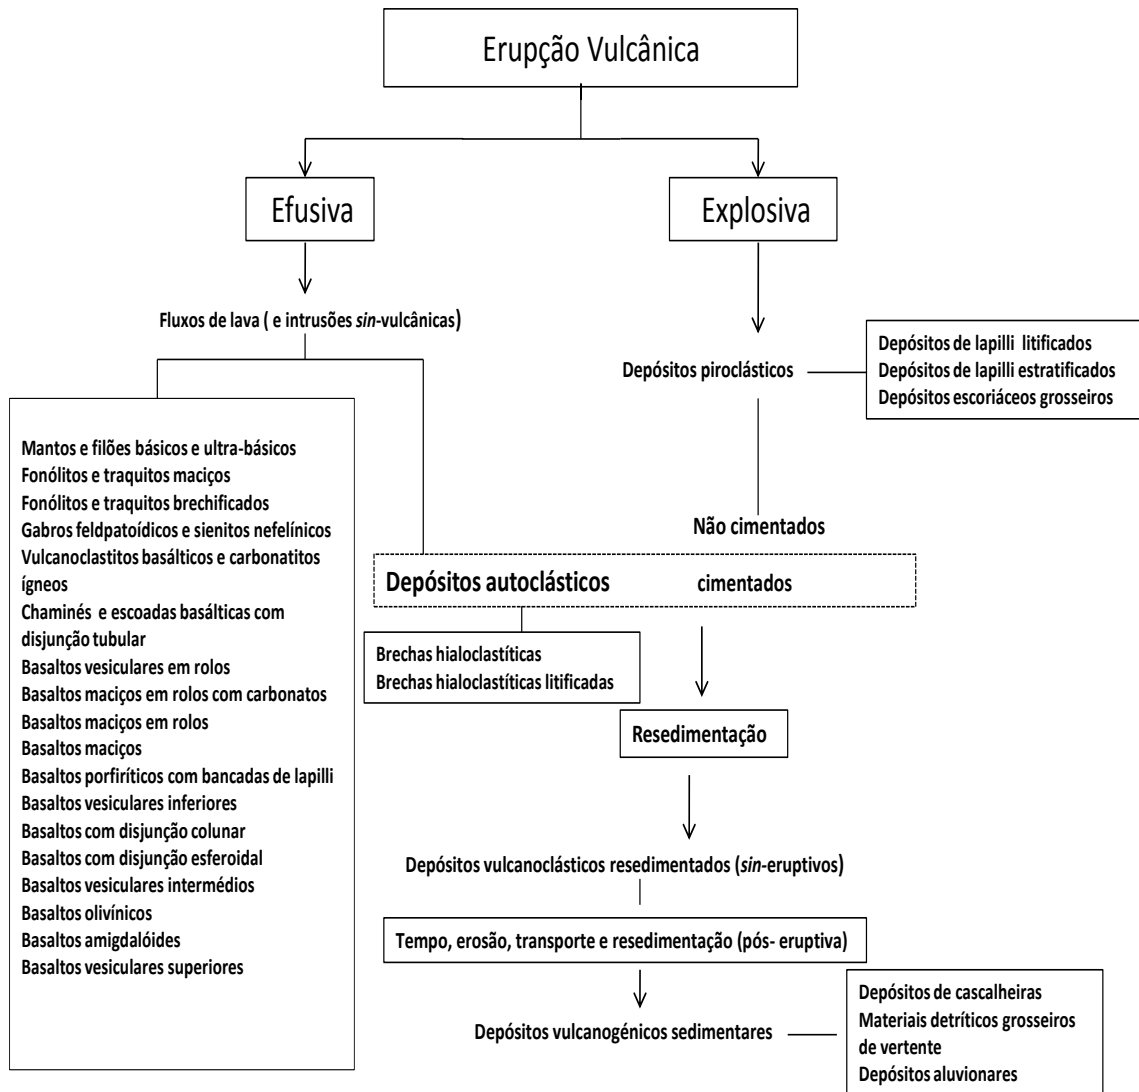 Erupção Vulcânica
Efusiva
Explosiva
Fluxos de lava ( e intrusões sin-vulcânicas)
Depósitos piroclásticos
Depósitos de lapilli litificados
Depósitos de lapilli estratificados
Depósitos escoriáceos grosseiros
Mantos e filões básicos e ultra-básicos
Fonólitos e traquitos maciços
Fonólitos e traquitos brechificados
Gabros feldpatoídicos e sienitos nefelínicos
Vulcanoclastitos basálticos e carbonatitos
ígneos
Chaminés e escoadas basálticas com
disjunção tubular
Basaltos vesiculares em rolos
Basaltos maciços em rolos com carbonatos
Basaltos maciços em rolos
Basaltos maciços
Basaltos porfiríticos com bancadas de lapilli
Basaltos vesiculares inferiores
Basaltos com disjunção colunar
Basaltos com disjunção esferoidal
Basaltos vesiculares intermédios
Basaltos olivínicos
Basaltos amigdalóides
Basaltos vesiculares superiores
Não cimentados
Depósitos autoclásticos cimentados
Brechas hialoclastíticas
Brechas hialoclastíticas litificadas
Resedimentação
Depósitos vulcanoclásticos resedimentados (sin-eruptivos)
Tempo, erosão, transporte e resedimentação (pós- eruptiva)
Depósitos vulcanogénicos sedimentares
Depósitos de cascalheiras
Materiais detríticos grosseiros
de vertente
Depósitos aluvionares